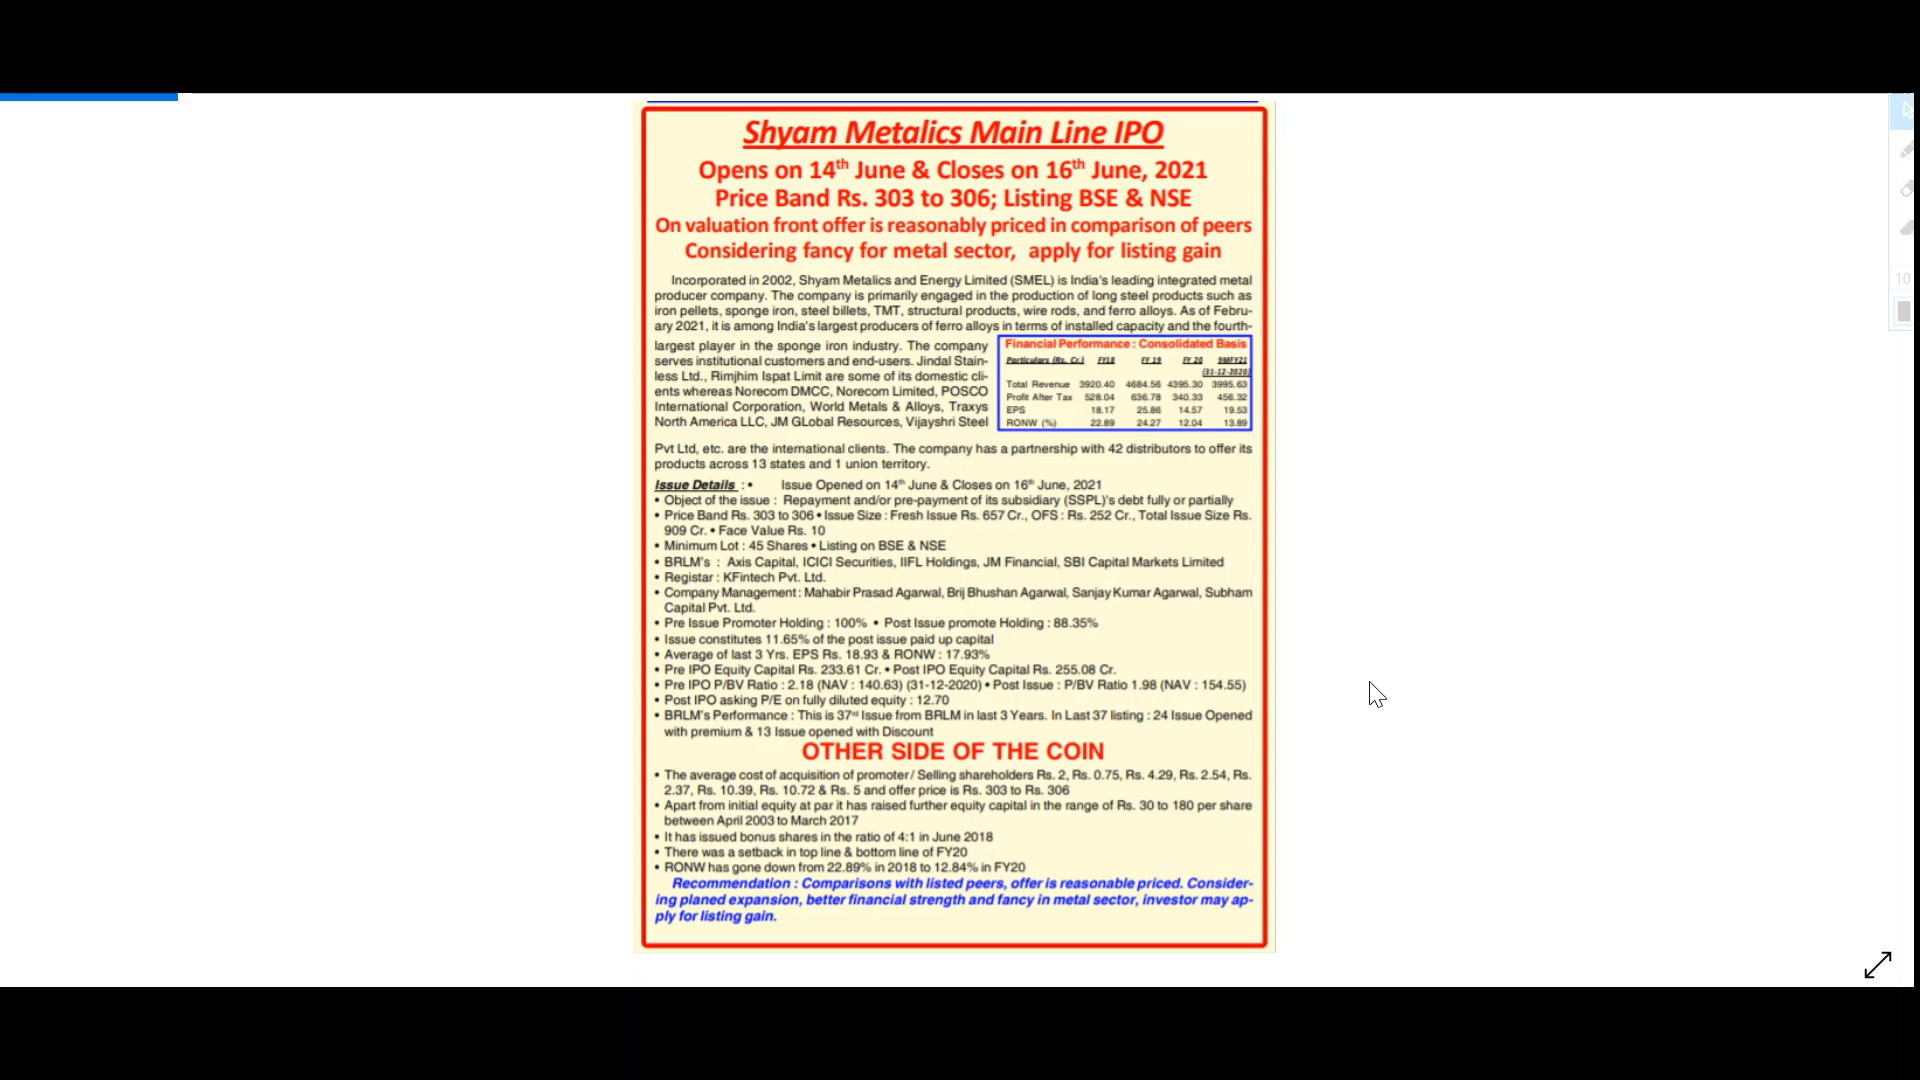 Shyam Metalics Main Line IPO
Opens on 14th June & Closes on 16th June, 2021
Price Band Rs. 303 to 306; Listing BSE & NSE
On valuation front offer is reasonably priced in comparison of peers
Considering fancy for metal sector, apply for listing gain
Incorporated in 2002, Shyam Metalics and Energy Limited (SMEL) is India's leading integrated metal
producer company. The company is primarily engaged in the production of long steel products such as
iron pellets, sponge iron, steel billets, TMT, structural products, wire rods, and ferro alloys. As of Febru-
ary 2021, it is among India's largest producers of ferro alloys in terms of installed capacity and the fourth-
largest player in the sponge iron industry. The company
serves institutional customers and end-users. Jindal Stain-
less Ltd., Rimjhim Ispat Limit are some of its domestic cli-
ents whereas Norecom DMCC, Norecom Limited, POSCO
International Corporation, World Metals & Alloys, Traxys
North America LLC, JM GLobal Resources, Vijayshri Steel
Financial Performance : Consolidated Basis
Particulars (Rs. Cr.) FY18 FY 19 FY 20 9MFY21
(31-12-2020)
Total Revenue 3920.40 4684.56 4395.30 3995.63
Profit After Tax 528.04 636.78 340.33 456.32
EPS 18.17 25.86 14.57 19.53
RONW (%) 22.89 24.27 12.04 13.89
Pvt Ltd, etc. are the international clients. The company has a partnership with 42 distributors to offer its
products across 13 states and 1 union territory.
Issue Details : • Issue Opened on 14th June & Closes on 16th June, 2021
• Object of the issue : Repayment and/or pre-payment of its subsidiary (SSPL)'s debt fully or partially
• Price Band Rs. 303 to 306 • Issue Size : Fresh Issue Rs. 657 Cr., OFS : Rs. 252 Cr., Total Issue Size Rs.
909 Cr. • Face Value Rs. 10
• Minimum Lot : 45 Shares • Listing on BSE & NSE
• BRLM's : Axis Capital, ICICI Securities, IIFL Holdings, JM Financial, SBI Capital Markets Limited
• Registar : KFintech Pvt. Ltd.
• Company Management : Mahabir Prasad Agarwal, Brij Bhushan Agarwal, Sanjay Kumar Agarwal, Subham
Capital Pvt. Ltd.
• Pre Issue Promoter Holding : 100% • Post Issue promote Holding : 88.35%
• Issue constitutes 11.65% of the post issue paid up capital
• Average of last 3 Yrs. EPS Rs. 18.93 & RONW : 17.93%
• Pre IPO Equity Capital Rs. 233.61 Cr. • Post IPO Equity Capital Rs. 255.08 Cr.
• Pre IPO P/BV Ratio : 2.18 (NAV : 140.63) (31-12-2020) • Post Issue : P/BV Ratio 1.98 (NAV : 154.55)
• Post IPO asking P/E on fully diluted equity : 12.70
• BRLM's Performance : This is 37nd Issue from BRLM in last 3 Years. In Last 37 listing : 24 Issue Opened
with premium & 13 Issue opened with Discount
OTHER SIDE OF THE COIN
• The average cost of acquisition of promoter/ Selling shareholders Rs. 2, Rs. 0.75, Rs. 4.29, Rs. 2.54, Rs.
2.37, Rs. 10.39, Rs. 10.72 & Rs. 5 and offer price is Rs. 303 to Rs. 306
• Apart from initial equity at par it has raised further equity capital in the range of Rs. 30 to 180 per share
between April 2003 to March 2017
• It has issued bonus shares in the ratio of 4:1 in June 2018
• There was a setback in top line & bottom line of FY20
• RONW has gone down from 22.89% in 2018 to 12.84% in FY20
Recommendation : Comparisons with listed peers, offer is reasonable priced. Consider-
ing planed expansion, better financial strength and fancy in metal sector, investor may ap-
ply for listing gain.
10